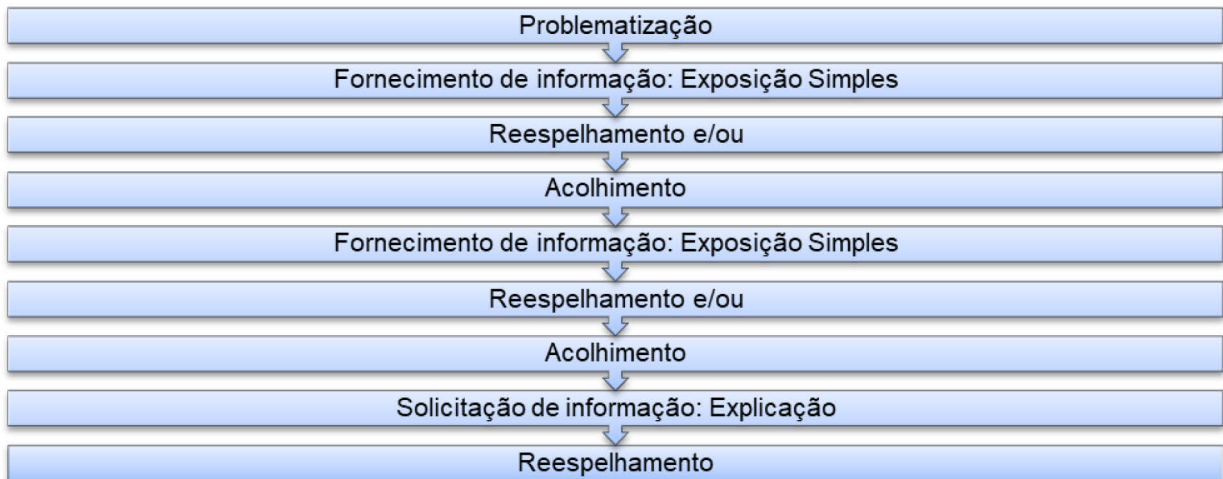 Problematização
Fornecimento de informação: Exposição Simples
Reespelhamento e/ou
Acolhimento
Fornecimento de informação: Exposição Simples
Reespelhamento e/ou
Acolhimento
Solicitação de informação: Explicação
Reespelhamento